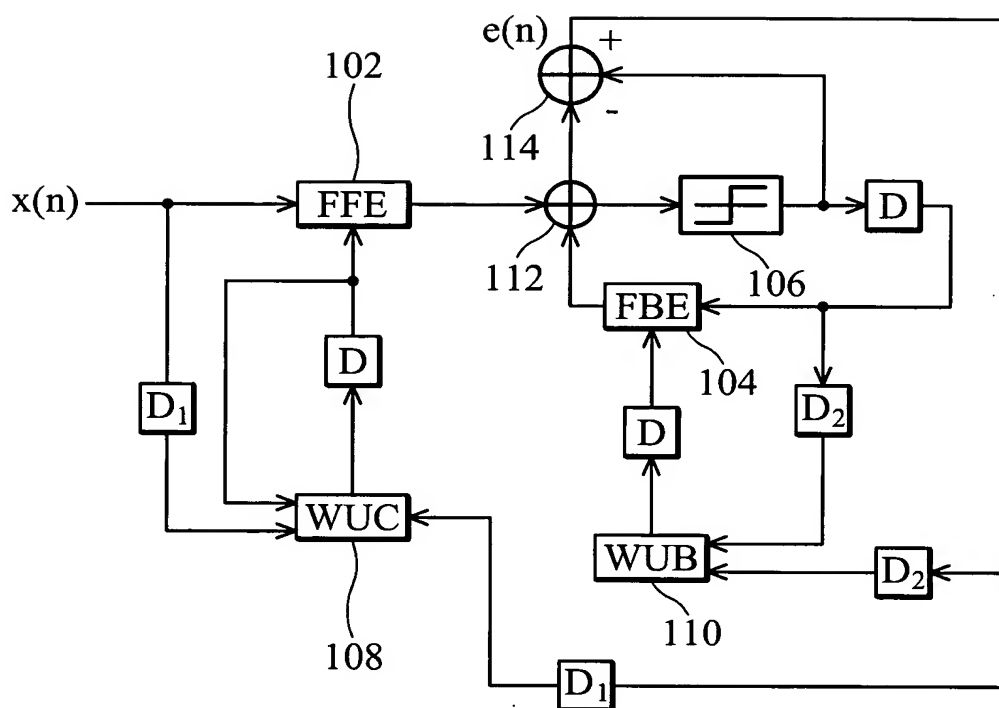 e(n)
+
102
114
-
x(n)
FFE
D
112
106
FBE
D
104
D₁
D₂
D
WUC
WUB
D₂
110
108
D₁